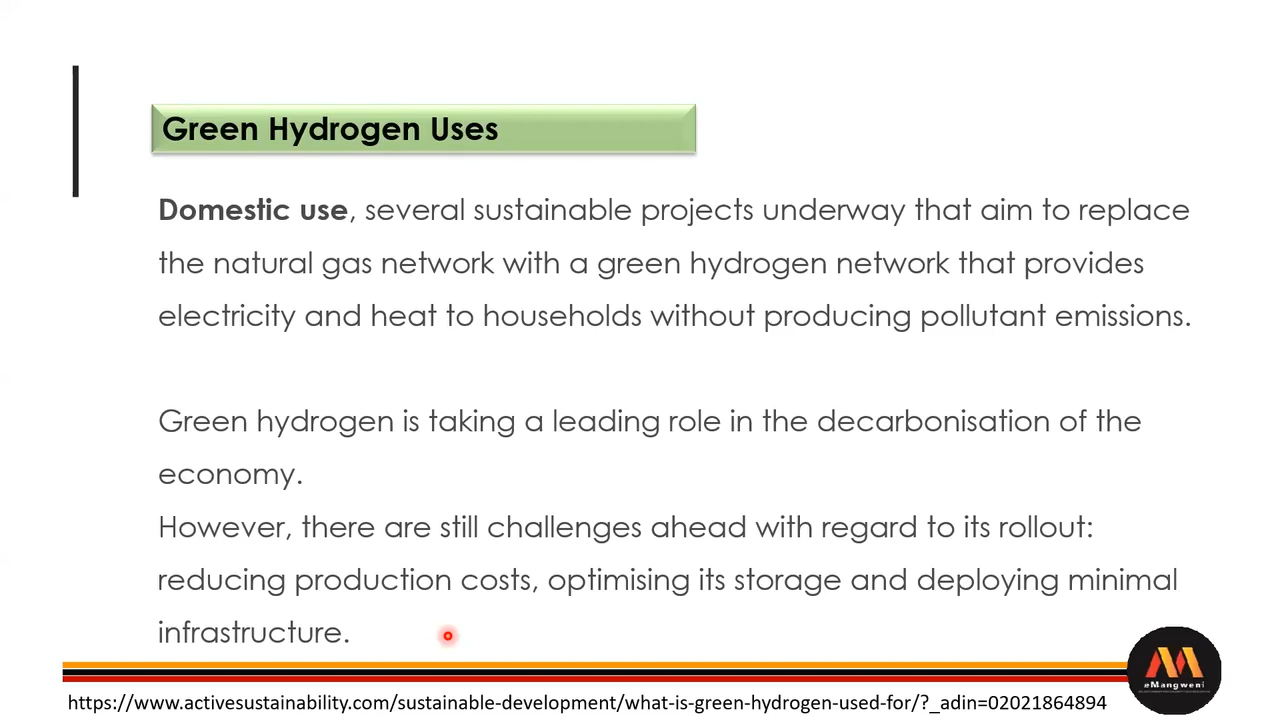 Green Hydrogen Uses
Domestic use, several sustainable projects underway that aim to replace
the natural gas network with a green hydrogen network that provides
electricity and heat to households without producing pollutant emissions.
Green hydrogen is taking a leading role in the decarbonisation of the
economy.
However, there are still challenges ahead with regard to its rollout:
reducing production costs, optimising its storage and deploying minimal
infrastructure.
eMangweni
https://www.activesustainability.com/sustainable-development/what-is-green-hydrogen-used-for/?_adin=02021864894